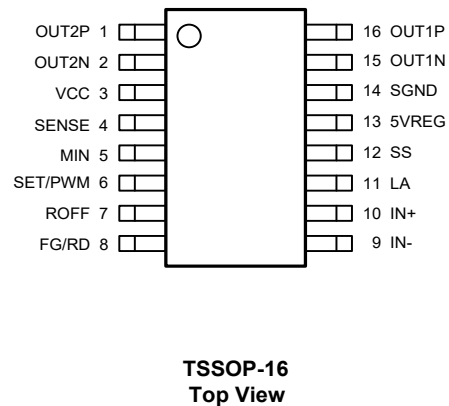 OUT2P 1
OUT2N 2
VCC 3
SENSE 4
MIN 5
SET/PWM 6
ROFF 7
FG/RD 8
16 OUT1P
15 OUT1N
14 SGND
13 5VREG
12 SS
11 LA
10 IN+
9 IN-
TSSOP-16
Top View